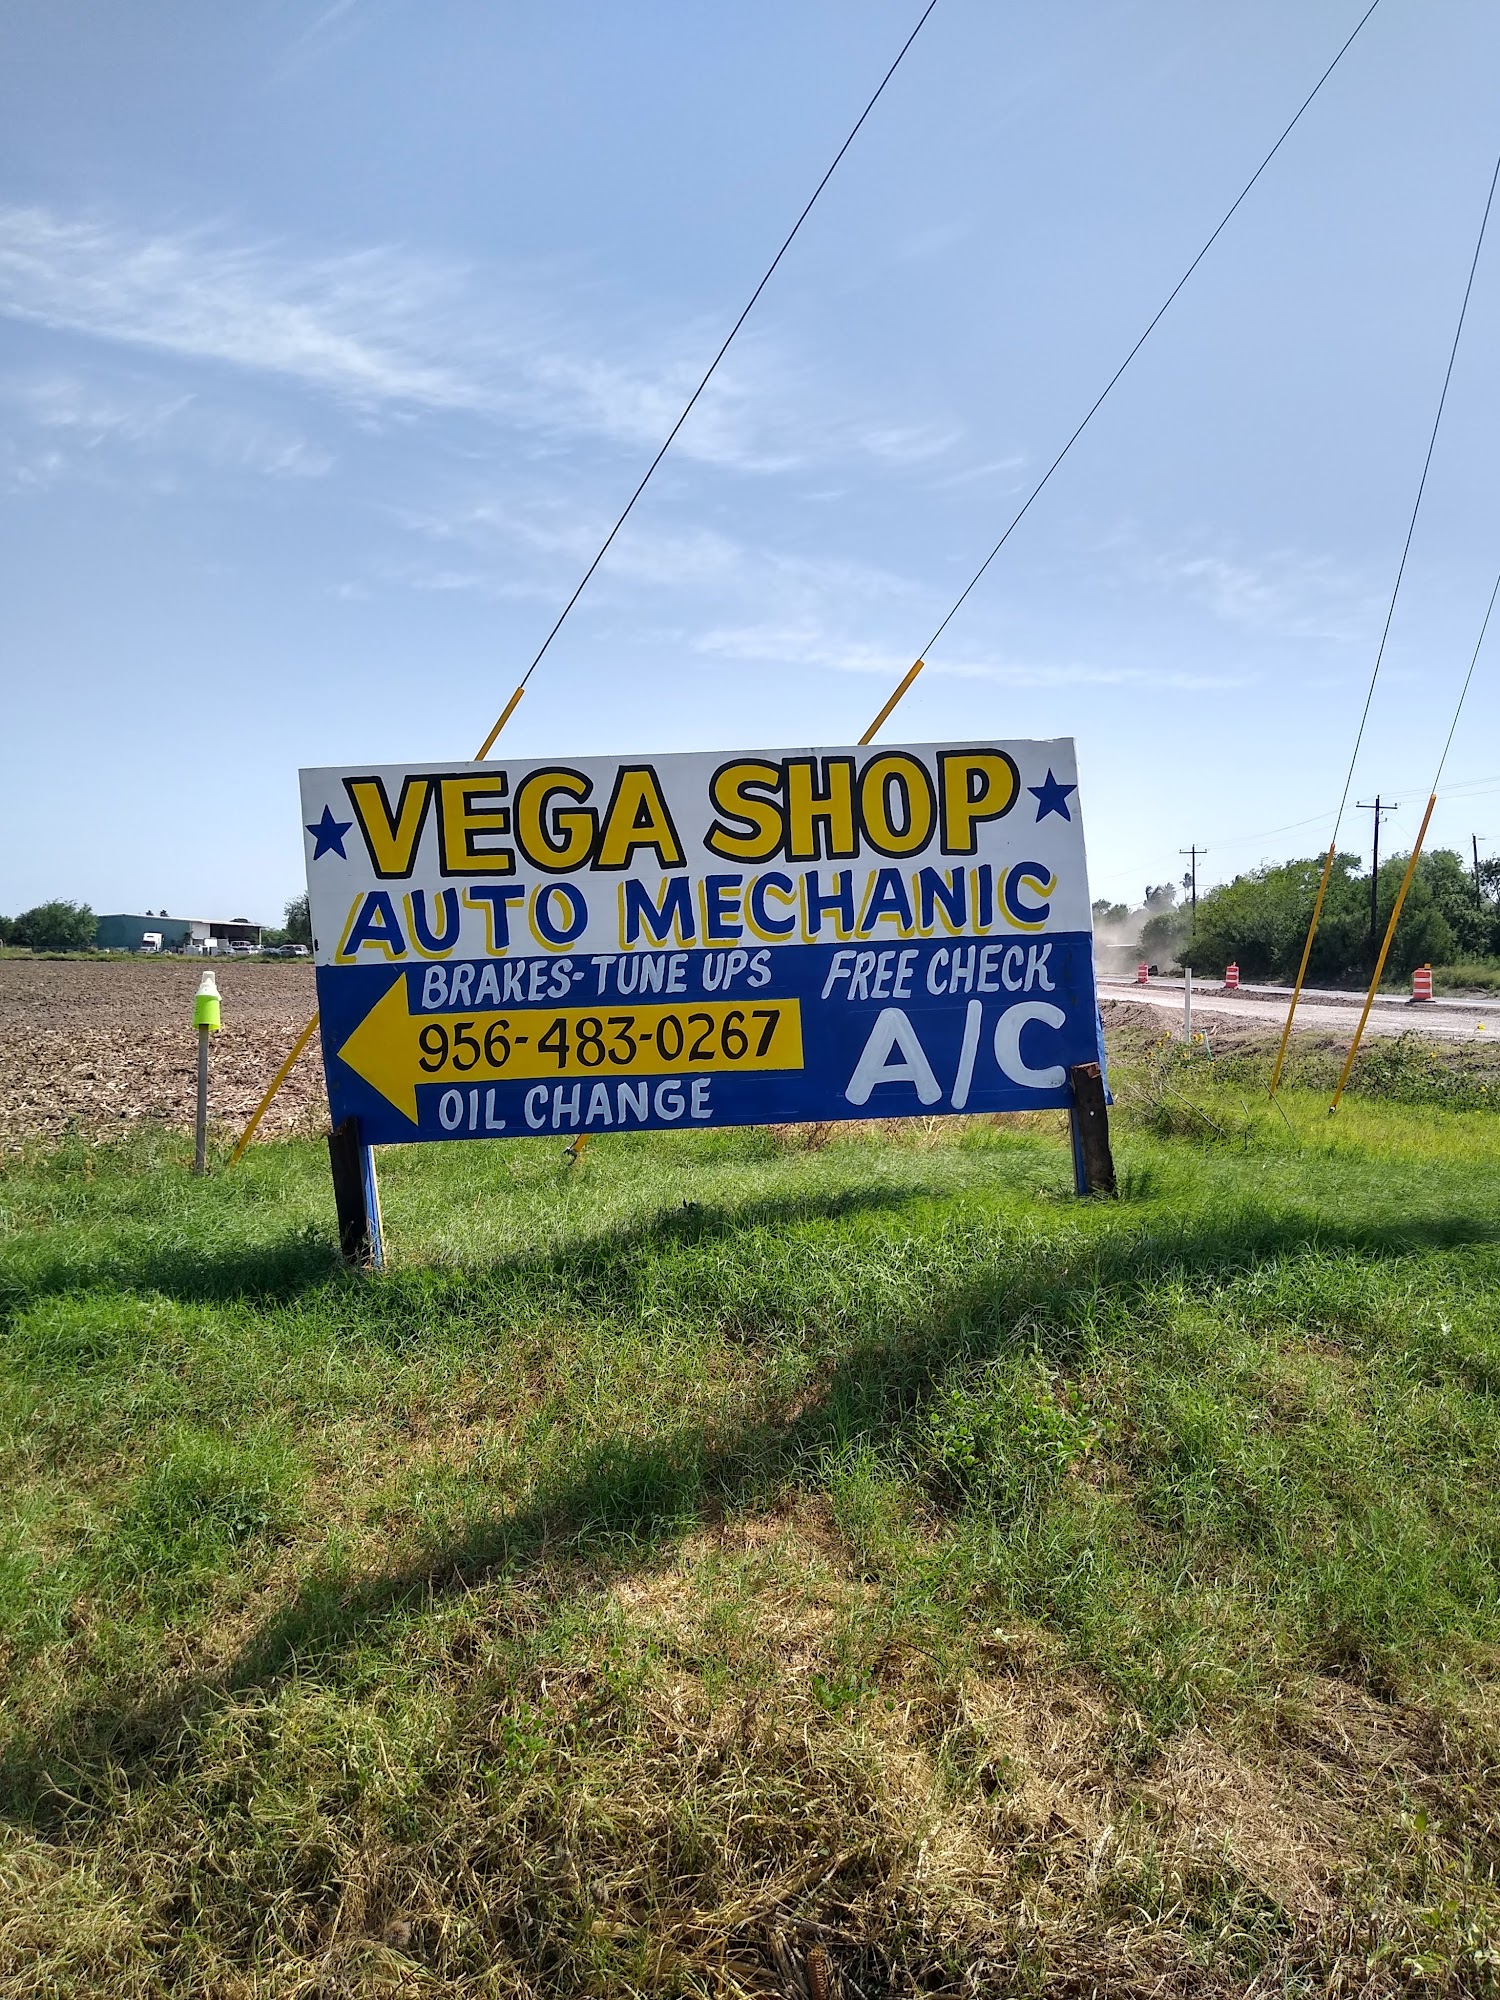 VEGA SHOP
AUTO MECHANIC
BRAKES-TUNE UPS
956-483-0267
OIL CHANGE
FREE CHECK
A/C